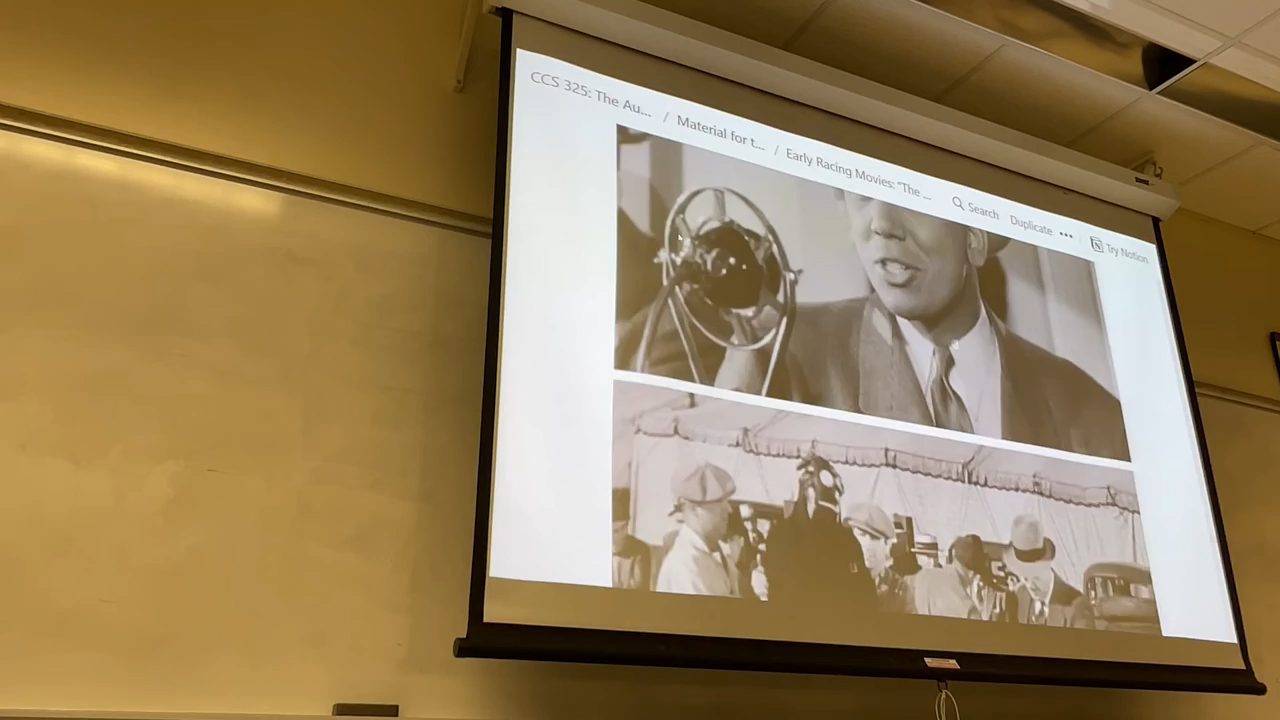 CCS 325: The Au... / Material for t... / Early Racing Movies: "The ... Search Duplicate ••• Try Notion